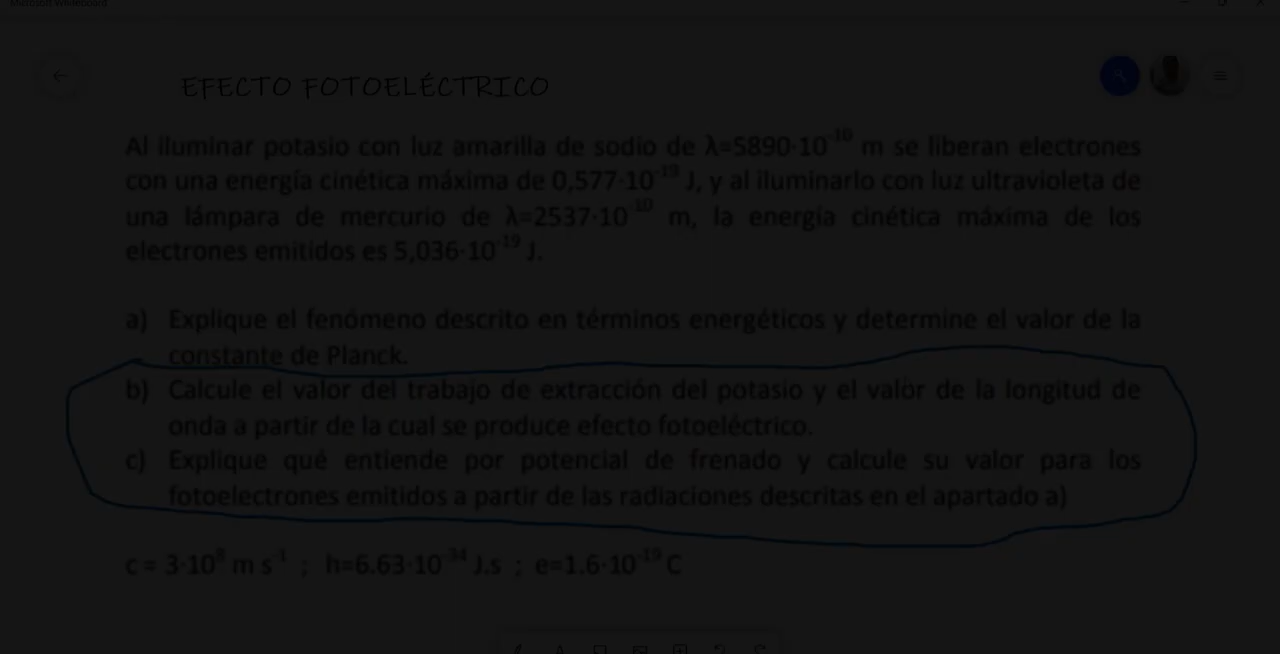 Microsoft Whiteboard
EFECTO FOTOELÉCTRICO
Al iluminar potasio con luz amarilla de sodio de λ=5890·10⁻¹⁰ m se liberan electrones
con una energía cinética máxima de 0,577·10⁻¹⁹ J, y al iluminarlo con luz ultravioleta de
una lámpara de mercurio de λ=2537·10⁻¹⁰ m, la energía cinética máxima de los
electrones emitidos es 5,036·10⁻¹⁹ J.
a) Explique el fenómeno descrito en términos energéticos y determine el valor de la
constante de Planck.
b) Calcule el valor del trabajo de extracción del potasio y el valor de la longitud de
onda a partir de la cual se produce efecto fotoeléctrico.
c) Explique qué entiende por potencial de frenado y calcule su valor para los
fotoelectrones emitidos a partir de las radiaciones descritas en el apartado a)
c = 3·10⁸ m s⁻¹ ; h=6.63·10⁻³⁴ J.s ; e=1.6·10⁻¹⁹ C